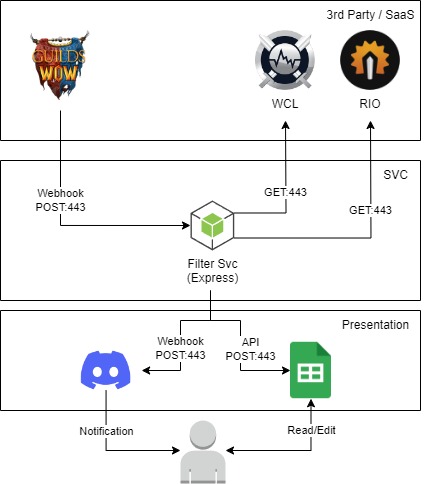 3rd Party / SaaS
GUILDS
WOW
WCL
RIO
SVC
Webhook
POST:443
GET:443
GET:443
Filter Svc
(Express)
Presentation
Webhook
POST:443
API
POST:443
Notification
Read/Edit